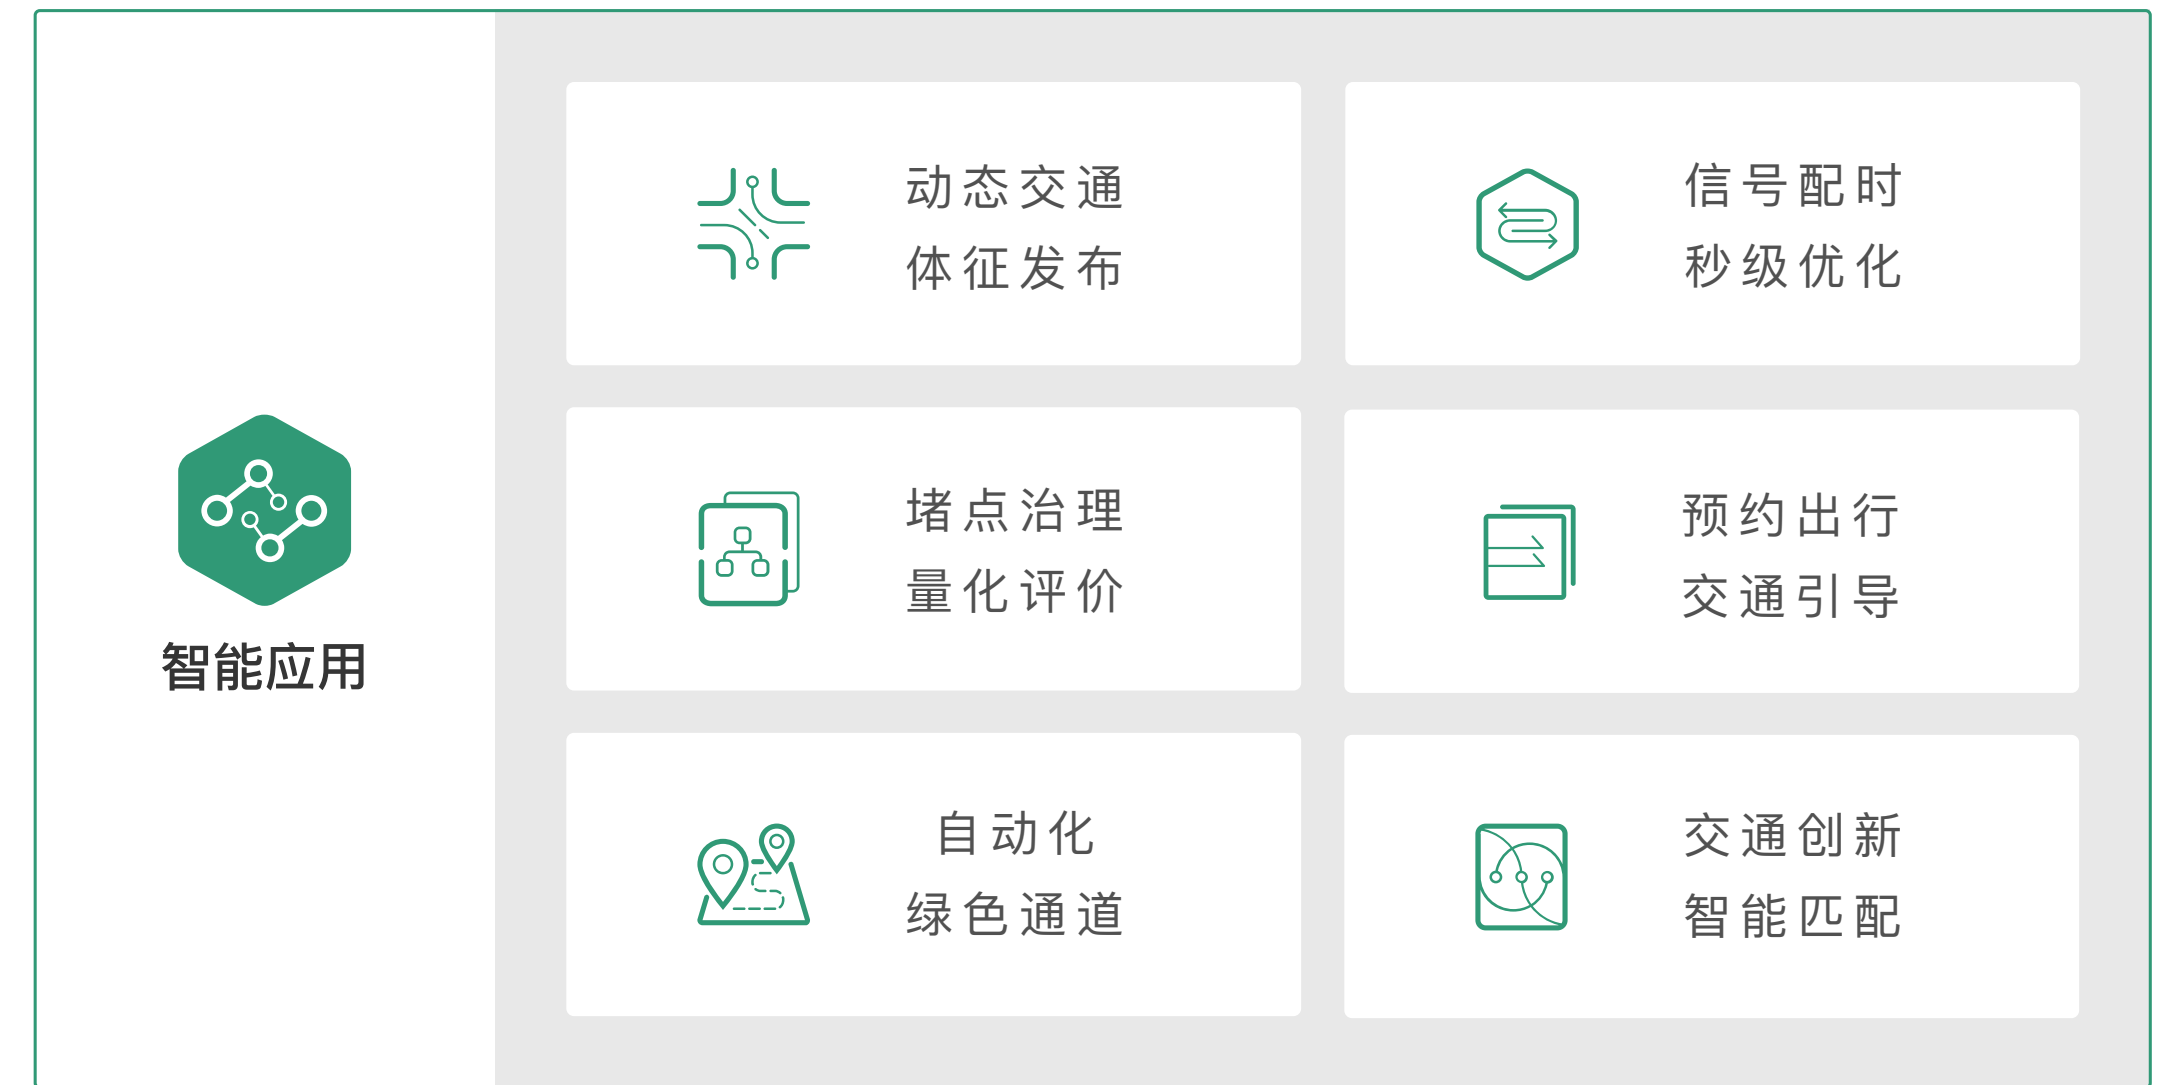 智能应用
动态交通
体征发布
信号配时
秒级优化
堵点治理
量化评价
预约出行
交通引导
自动化
绿色通道
交通创新
智能匹配